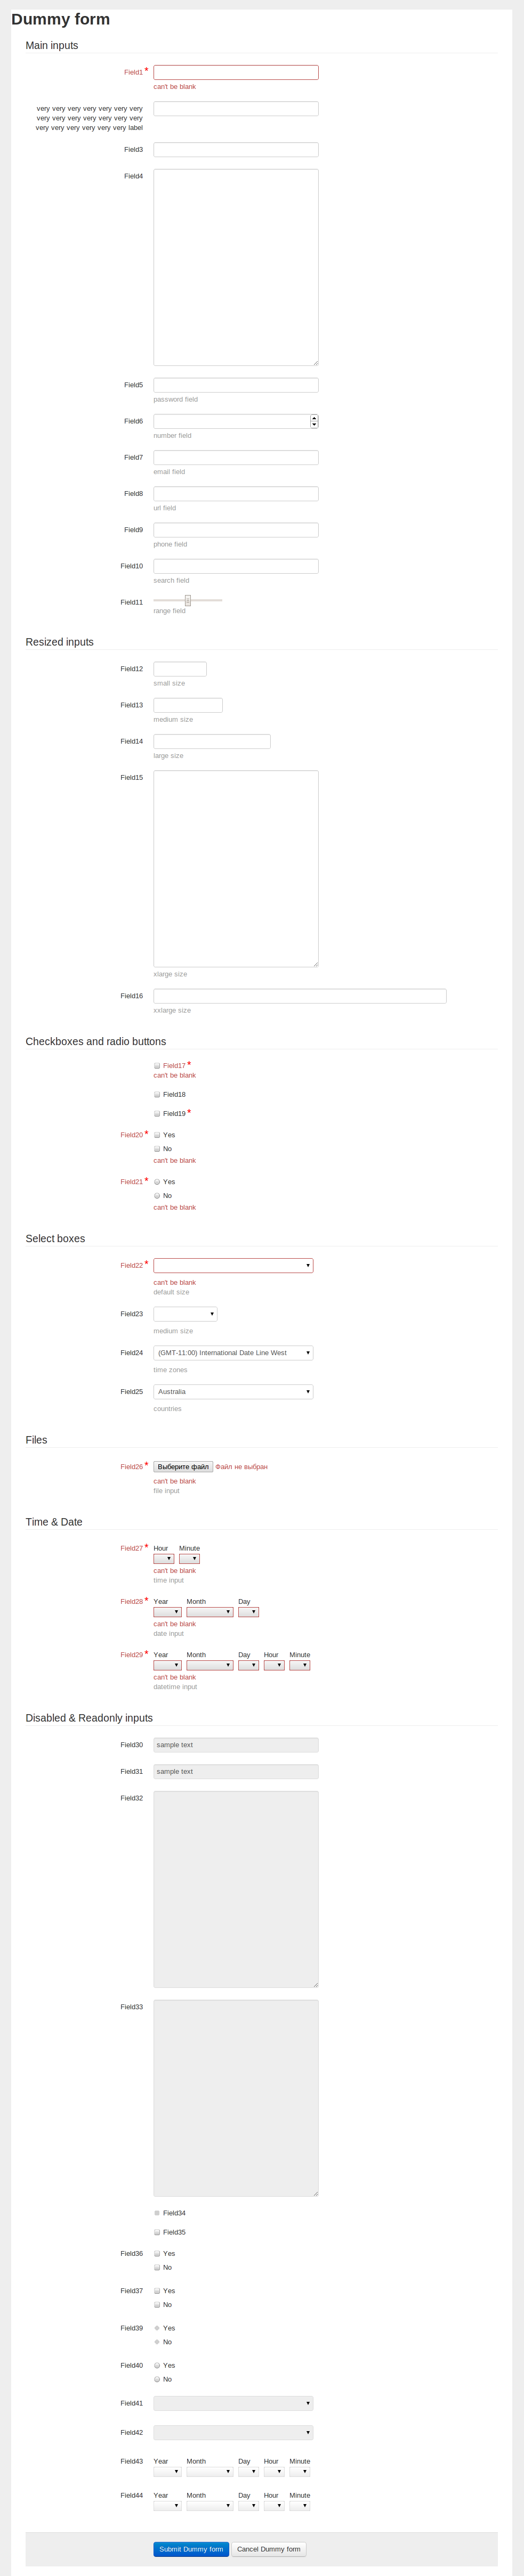 Dummy form
Main inputs
Field1 *
can't be blank
very very very very very very very
very very very very very very very
very very very very very very label
Field3
Field4
Field5
password field
Field6
number field
Field7
email field
Field8
url field
Field9
phone field
Field10
search field
Field11
range field
Resized inputs
Field12
small size
Field13
medium size
Field14
large size
Field15
xlarge size
Field16
xxlarge size
Checkboxes and radio buttons
Field17 *
can't be blank
Field18
Field19 *
Field20 * Yes
No
can't be blank
Field21 * Yes
No
can't be blank
Select boxes
Field22 *
can't be blank
default size
Field23
medium size
Field24 (GMT-11:00) International Date Line West
time zones
Field25 Australia
countries
Files
Field26 * Выберите файл Файл не выбран
can't be blank
file input
Time & Date
Field27 * Hour Minute
can't be blank
time input
Field28 * Year Month Day
can't be blank
date input
Field29 * Year Month Day Hour Minute
can't be blank
datetime input
Disabled & Readonly inputs
Field30 sample text
Field31 sample text
Field32
Field33
Field34
Field35
Field36 Yes
No
Field37 Yes
No
Field39 Yes
No
Field40 Yes
No
Field41
Field42
Field43 Year Month Day Hour Minute
Field44 Year Month Day Hour Minute
Submit Dummy form Cancel Dummy form